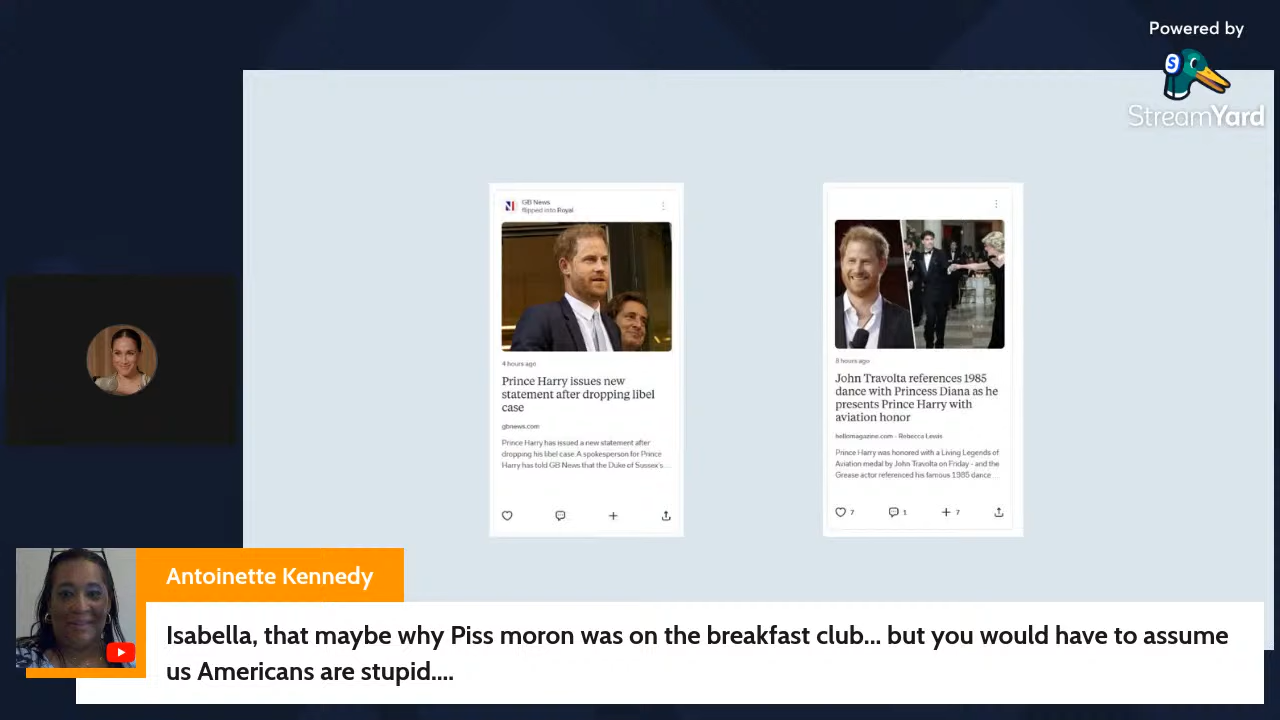 Powered by
StreamYard
GB News
flipped into Royal
4 hours ago
Prince Harry issues new
statement after dropping libel
case
gbnews.com
Prince Harry has issued a new statement after
dropping his libel case.A spokesperson for Prince
Harry has told GB News that the Duke of Sussex's...
8 hours ago
John Travolta references 1985
dance with Princess Diana as he
presents Prince Harry with
aviation honor
hellomagazine.com - Rebecca Lewis
Prince Harry was honored with a Living Legends of
Aviation medal by John Travolta on Friday - and the
Grease actor referenced his famous 1985 dance ...
7 1 7
Antoinette Kennedy
Isabella, that maybe why Piss moron was on the breakfast club... but you would have to assume
us Americans are stupid....